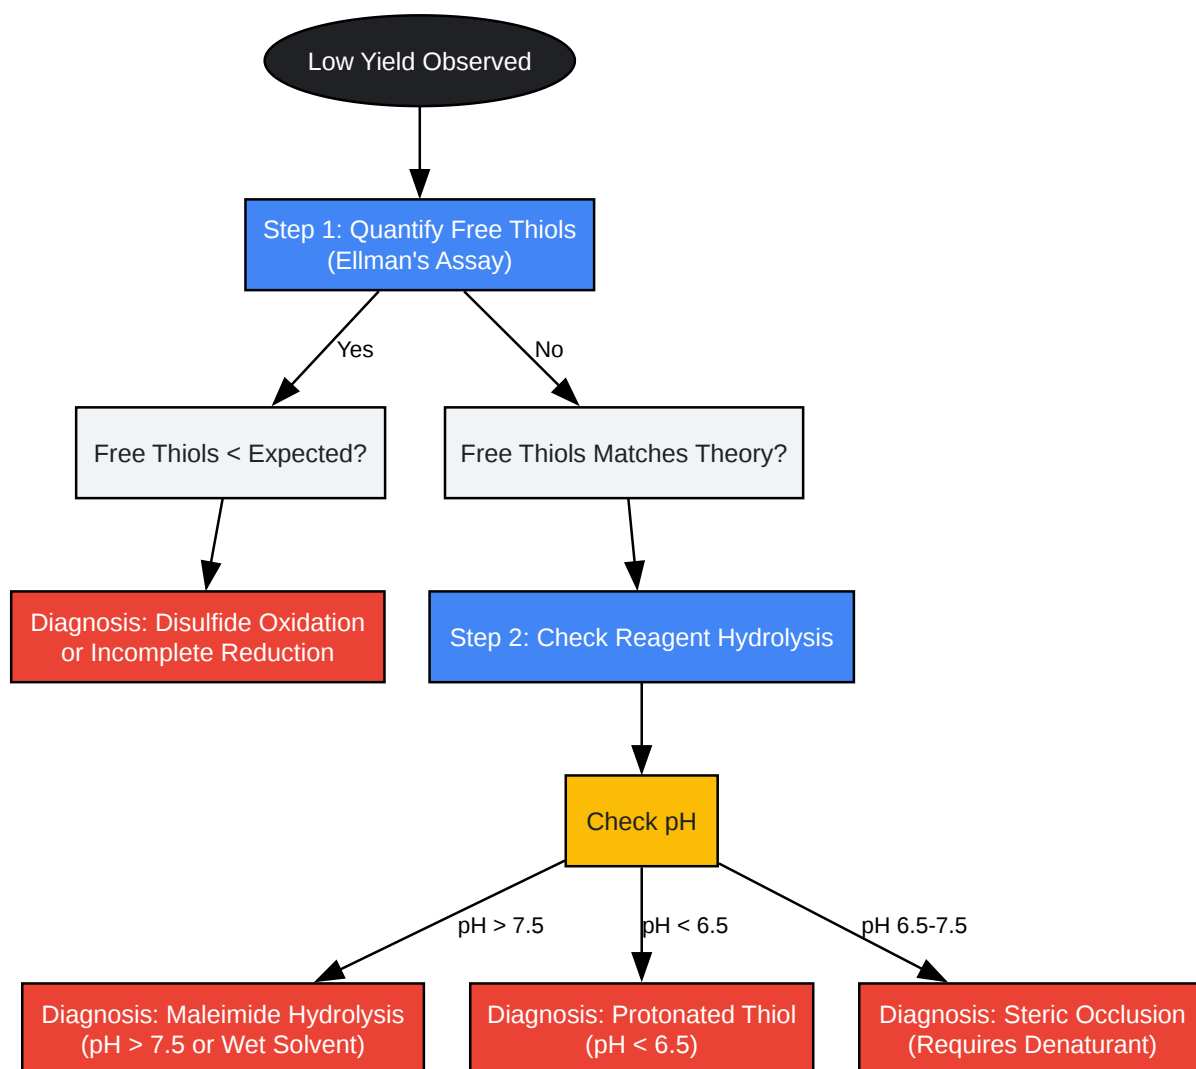 Low Yield Observed
Step 1: Quantify Free Thiols
(Ellman's Assay)
Yes
No
Free Thiols < Expected?
Free Thiols Matches Theory?
Diagnosis: Disulfide Oxidation
or Incomplete Reduction
Step 2: Check Reagent Hydrolysis
Check pH
pH > 7.5
pH < 6.5
pH 6.5-7.5
Diagnosis: Maleimide Hydrolysis
(pH > 7.5 or Wet Solvent)
Diagnosis: Protonated Thiol
(pH < 6.5)
Diagnosis: Steric Occlusion
(Requires Denaturant)